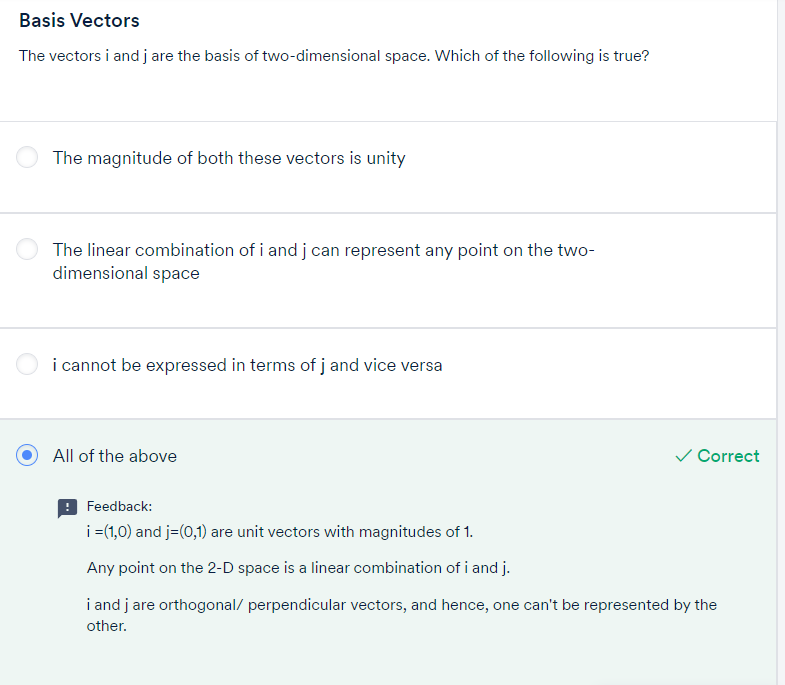 Basis Vectors
The vectors i and j are the basis of two-dimensional space. Which of the following is true?
The magnitude of both these vectors is unity
The linear combination of i and j can represent any point on the two-
dimensional space
i cannot be expressed in terms of j and vice versa
All of the above
Correct
Feedback:
i =(1,0) and j=(0,1) are unit vectors with magnitudes of 1.
Any point on the 2-D space is a linear combination of i and j.
i and j are orthogonal/ perpendicular vectors, and hence, one can't be represented by the
other.